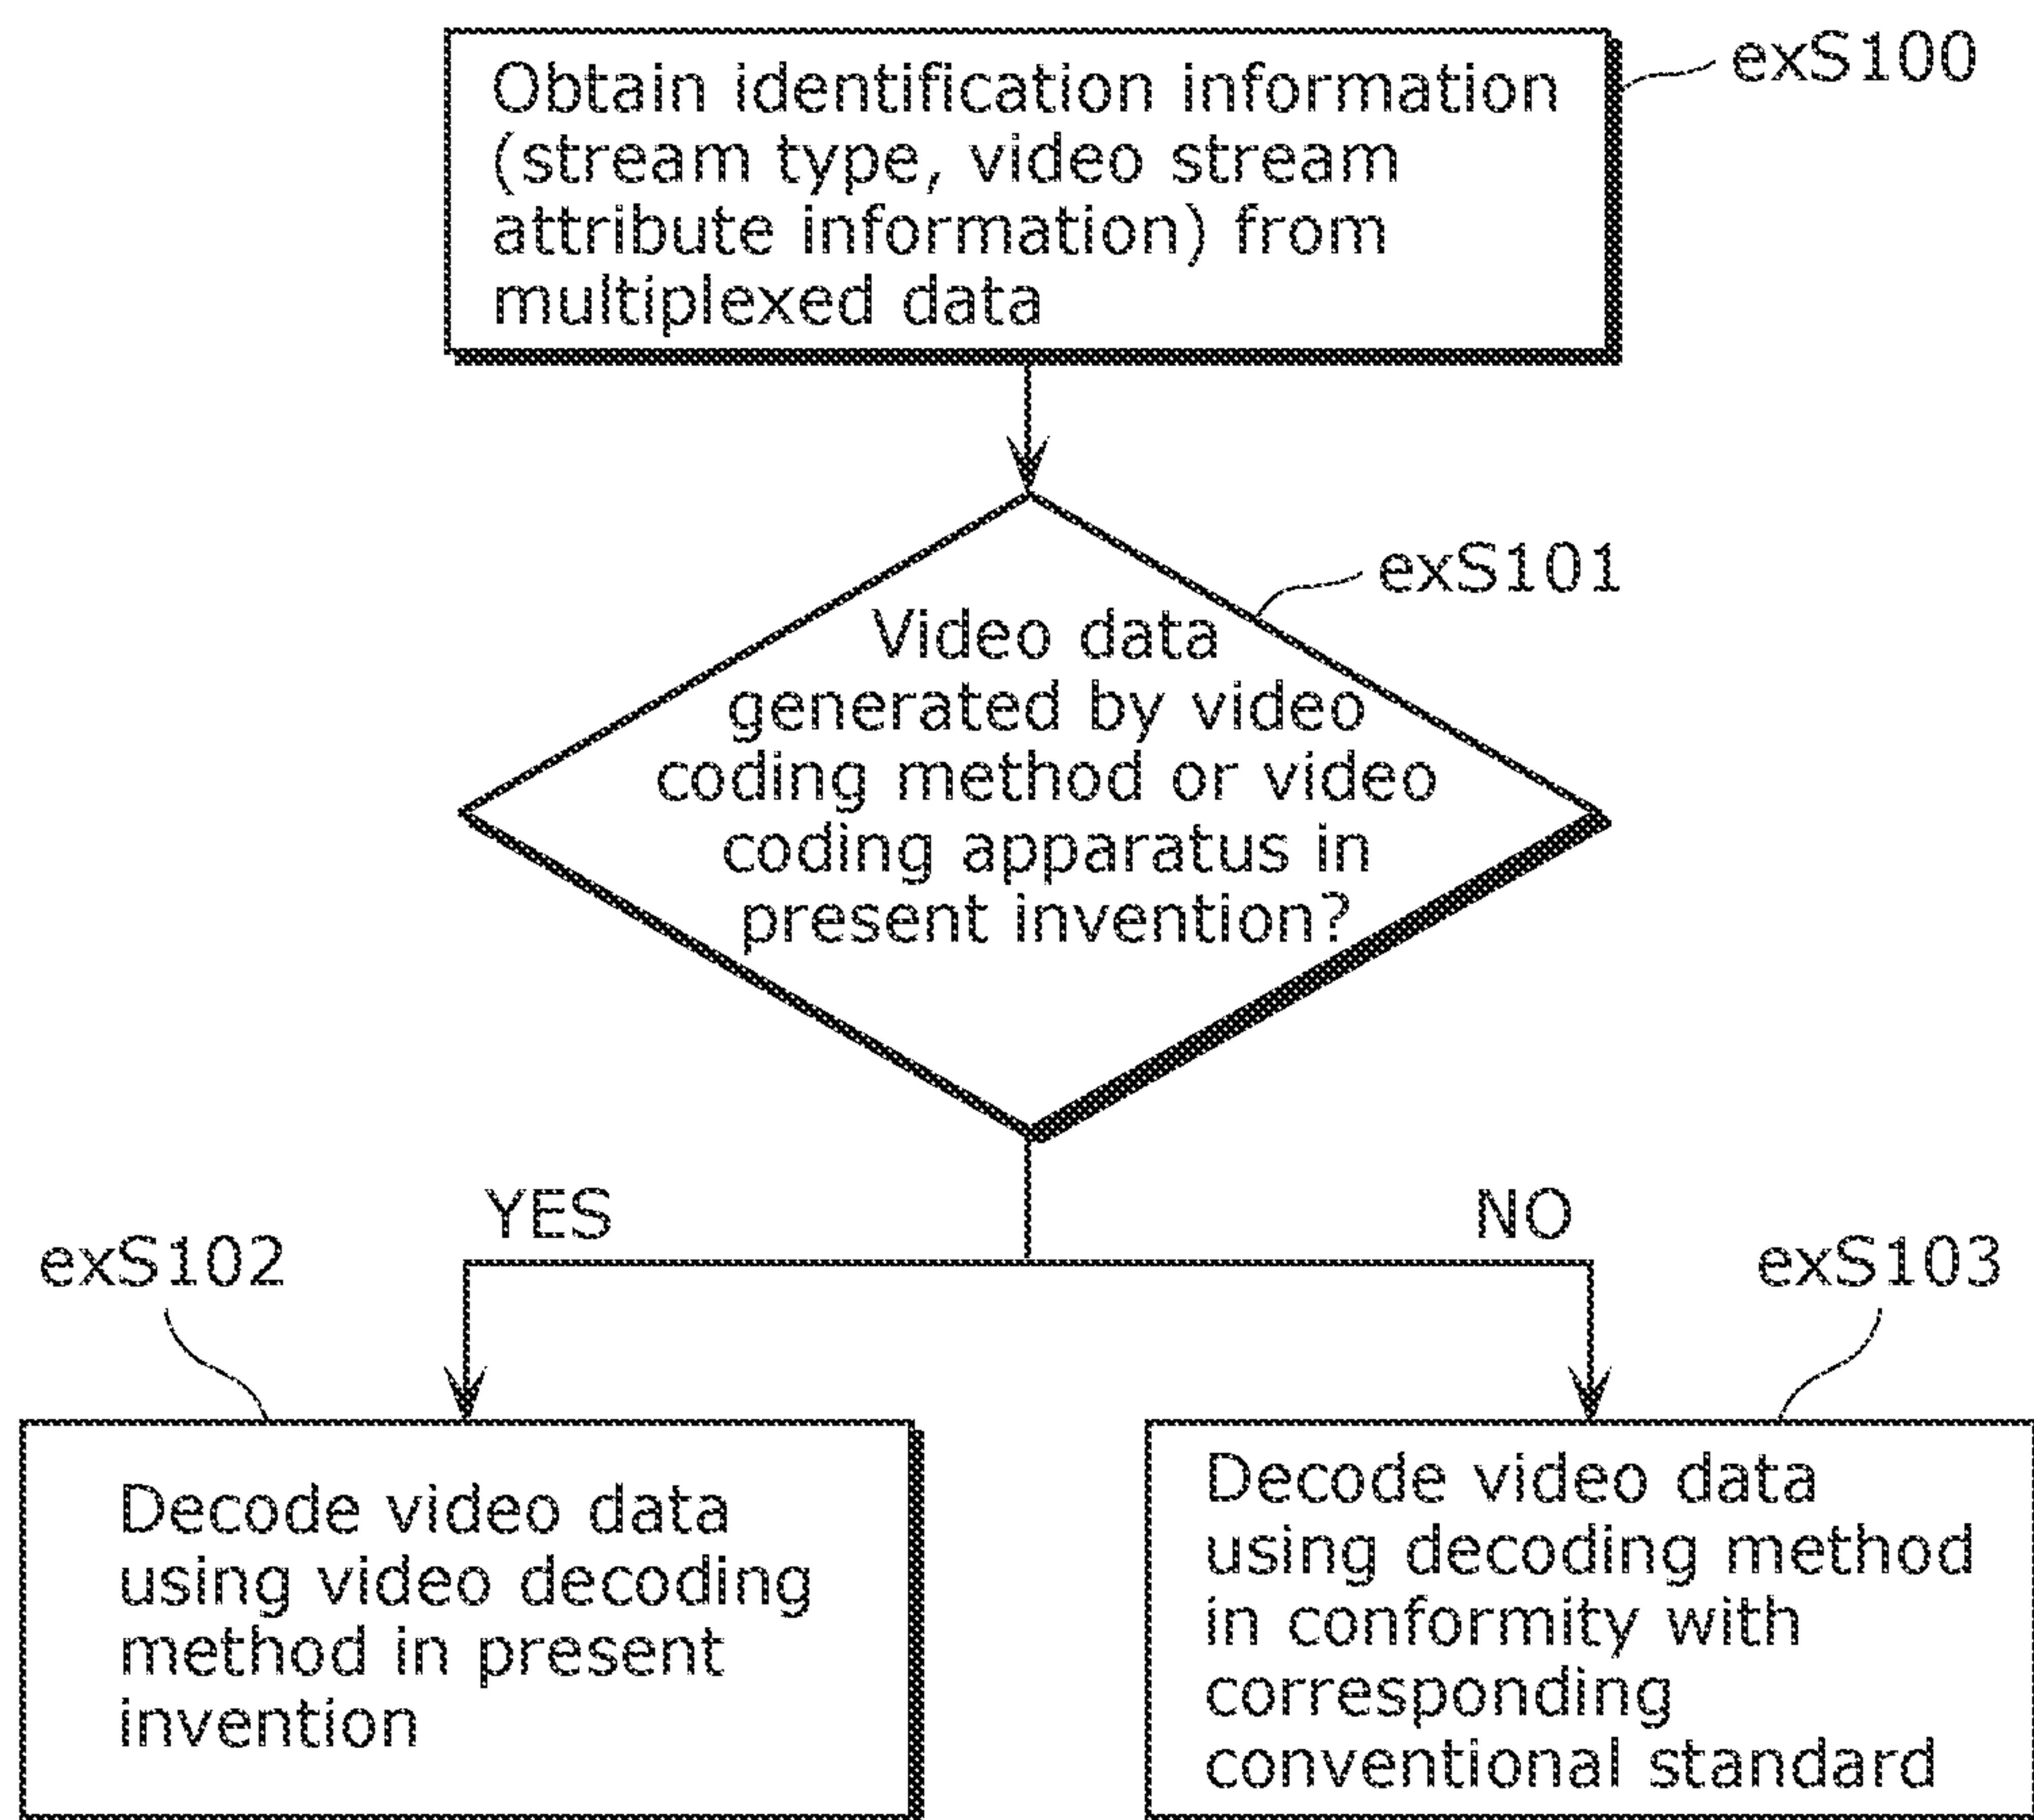 exS100
Obtain identification information
(stream type, video stream
attribute information) from
multiplexed data
exS101
Video data
generated by video
coding method or video
coding apparatus in
present invention?
YES
NO
exS102
exS103
Decode video data
using video decoding
method in present
invention
Decode video data
using decoding method
in conformity with
corresponding
conventional standard